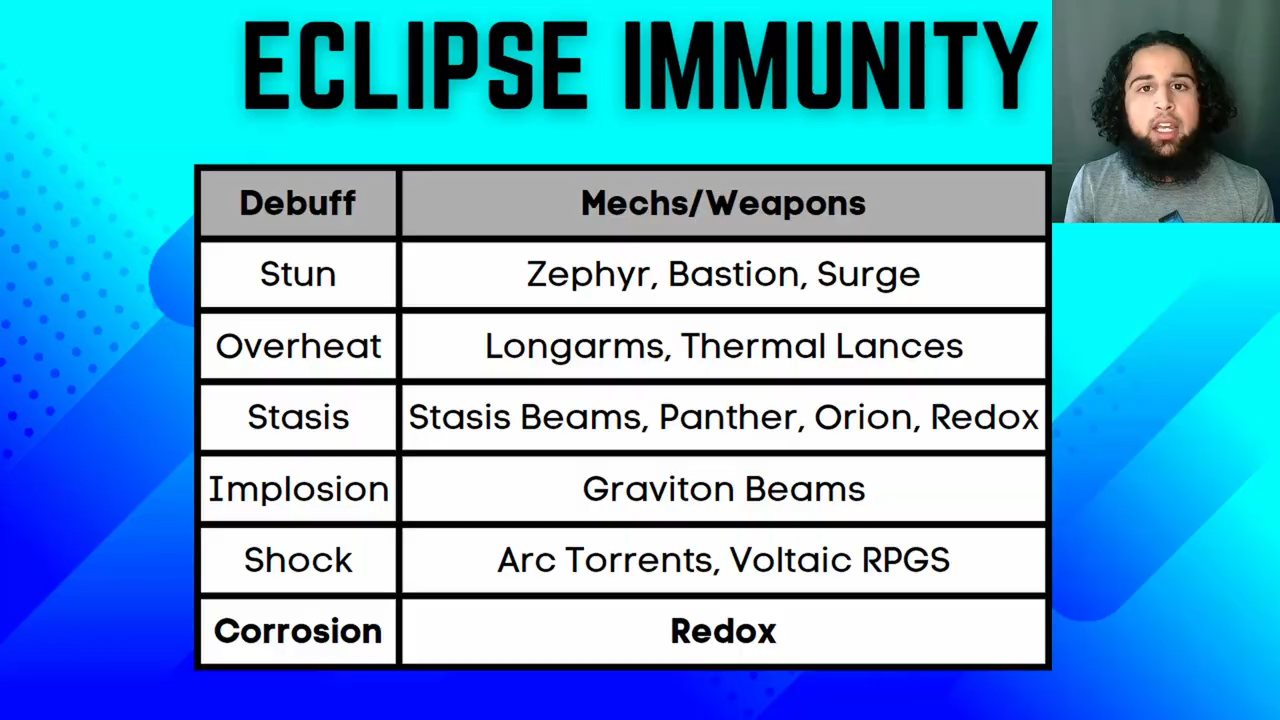 ECLIPSE IMMUNITY
Debuff Mechs/Weapons
Stun Zephyr, Bastion, Surge
Overheat Longarms, Thermal Lances
Stasis Stasis Beams, Panther, Orion, Redox
Implosion Graviton Beams
Shock Arc Torrents, Voltaic RPGS
Corrosion Redox